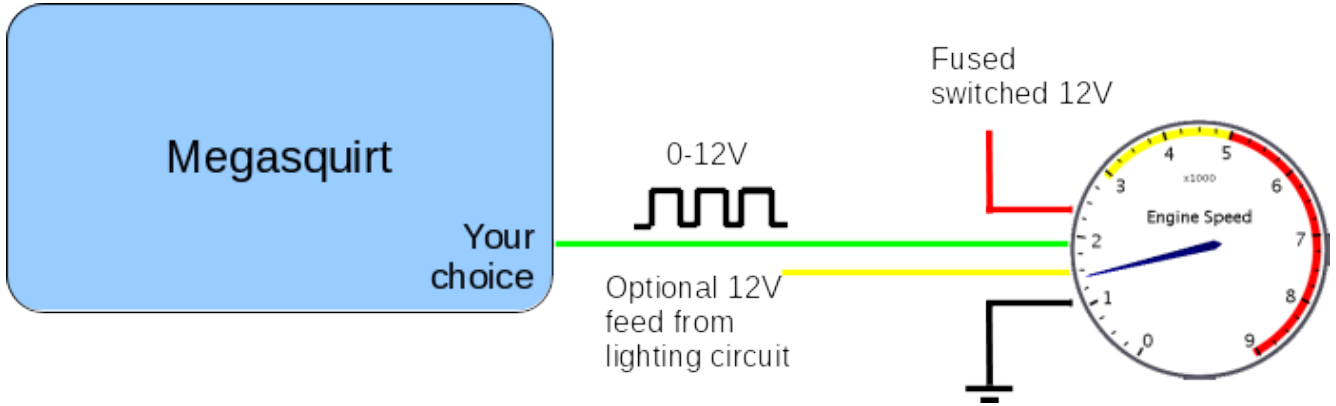 Megasquirt
Your
choice
0-12V
Optional 12V
feed from
lighting circuit
Fused
switched 12V
x1000
Engine Speed
0
1
2
3
4
5
6
7
8
9